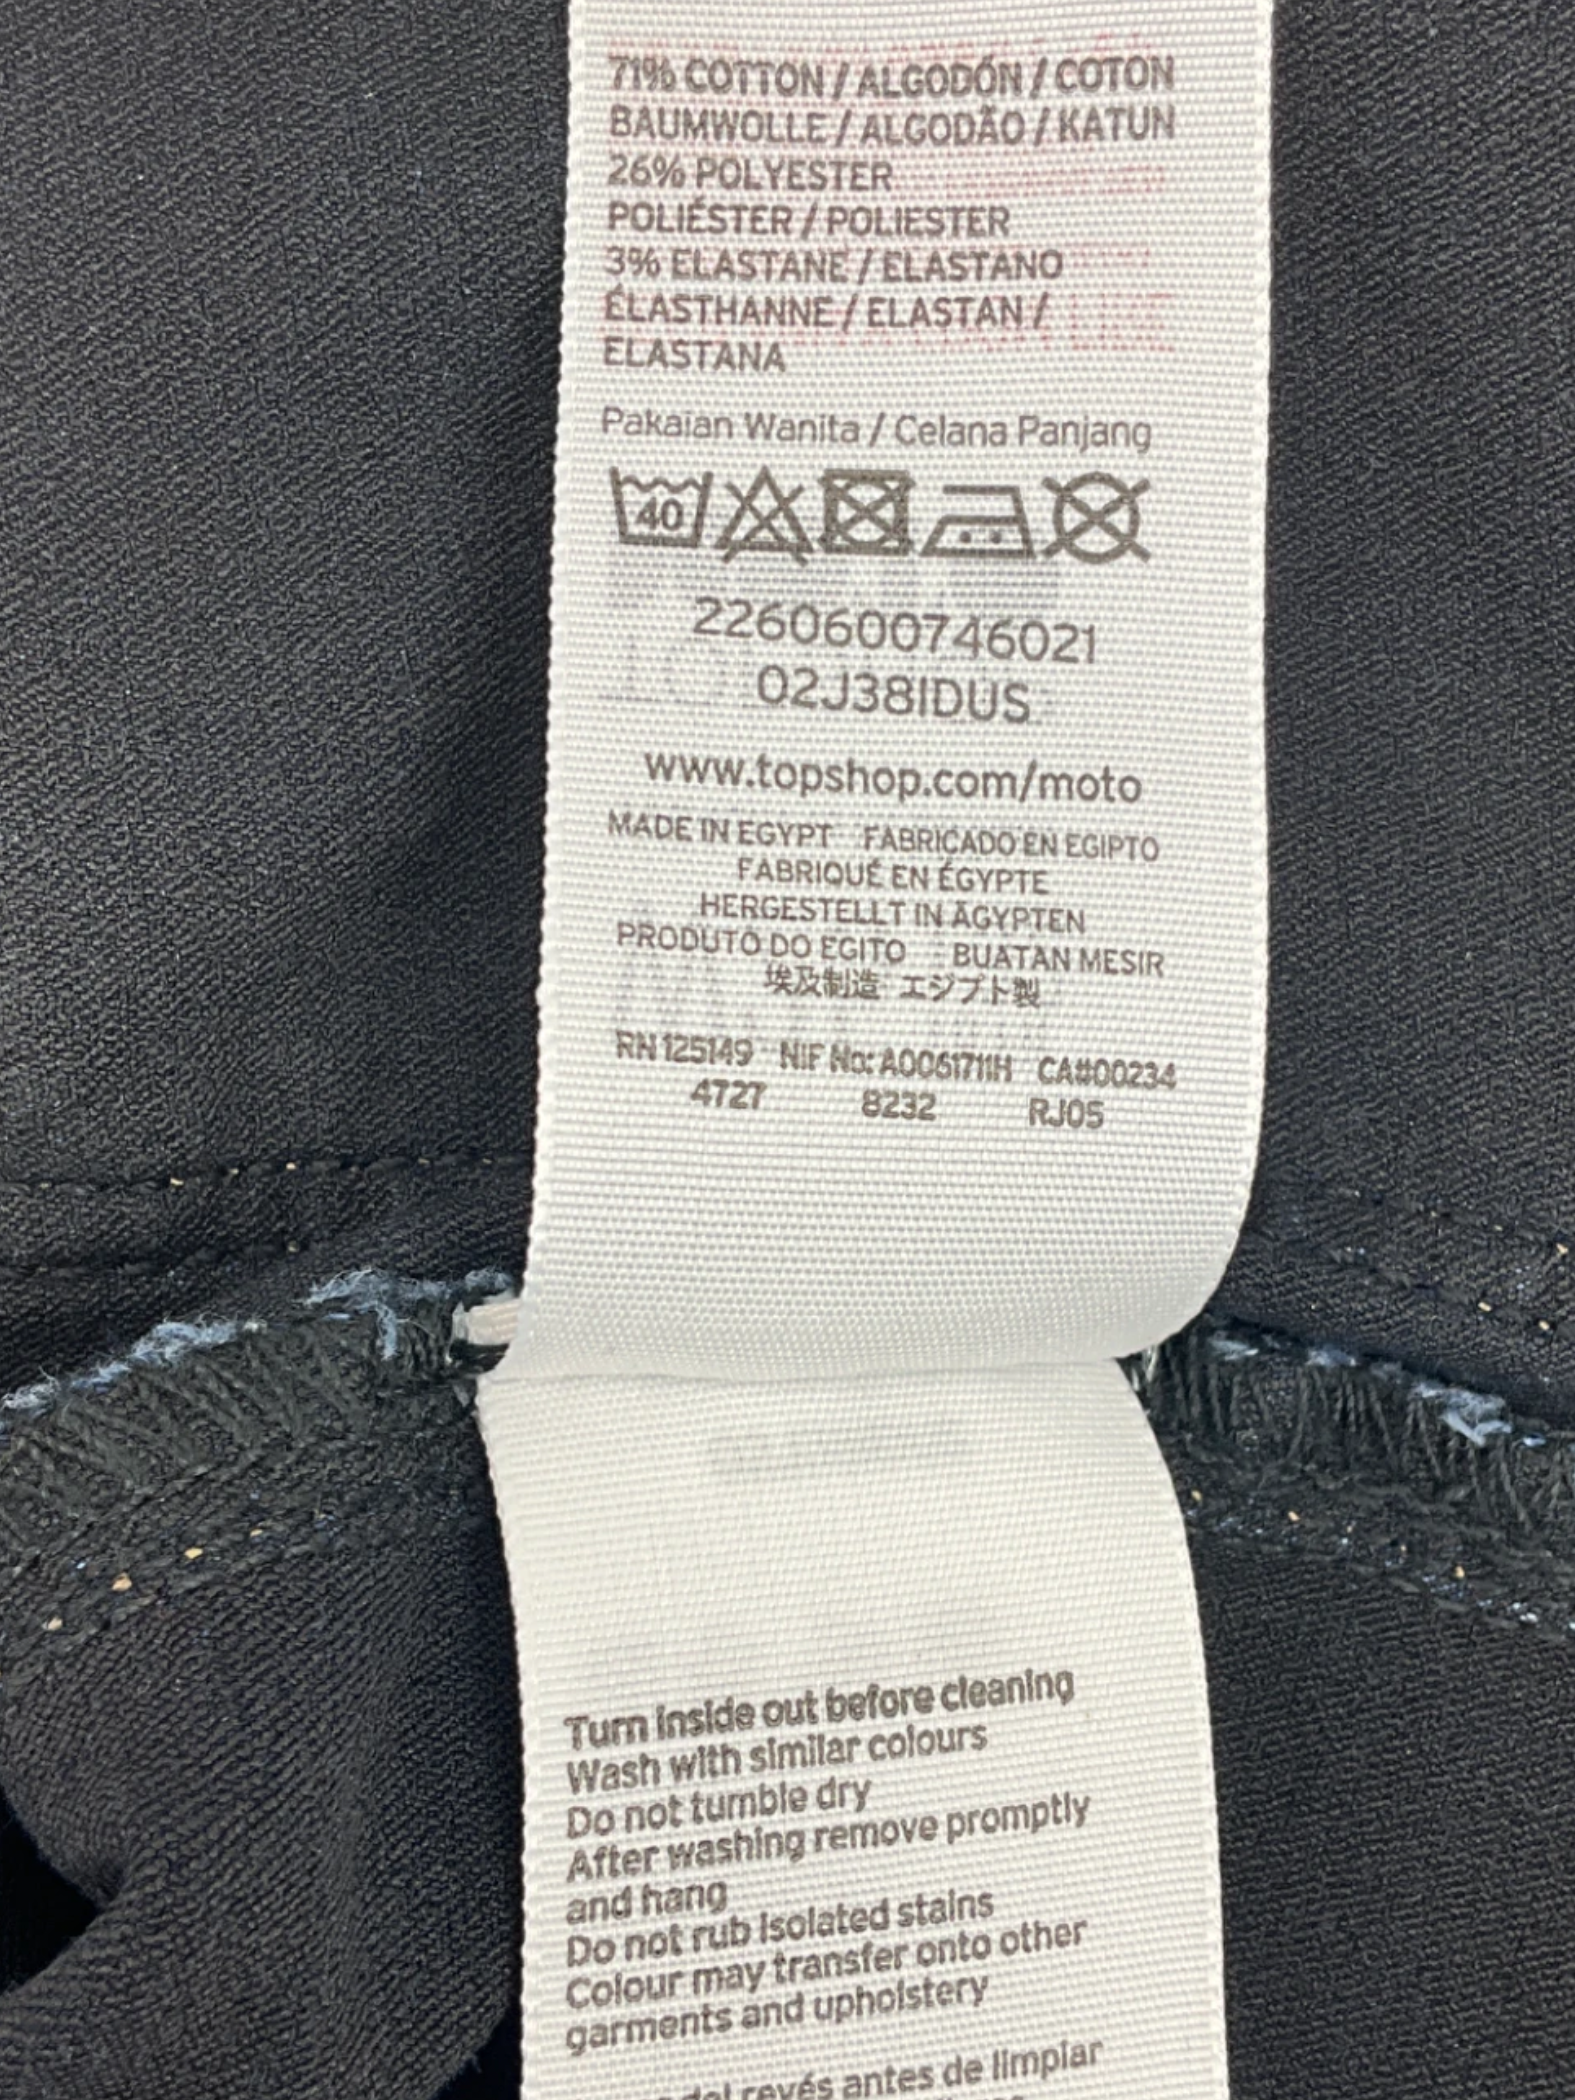 71% COTTON / ALGODÓN / COTON
BAUMWOLLE / ALGODÃO / KATUN
26% POLYESTER
POLIÉSTER / POLIESTER
3% ELASTANE / ELASTANO
ÉLASTHANNE / ELASTAN /
ELASTANA
Pakaian Wanita / Celana Panjang
40
2260600746021
02J38IDUS
www.topshop.com/moto
MADE IN EGYPT FABRICADO EN EGIPTO
FABRIQUÉ EN ÉGYPTE
HERGESTELLT IN ÄGYPTEN
PRODUTO DO EGITO BUATAN MESIR
埃及制造 エジプト製
RN 125149 NIF No: A0061711H CA#00234
4727 8232 RJ05
Turn inside out before cleaning
Wash with similar colours
Do not tumble dry
After washing remove promptly
and hang
Do not rub isolated stains
Colour may transfer onto other
garments and upholstery
del revés antes de limpiar